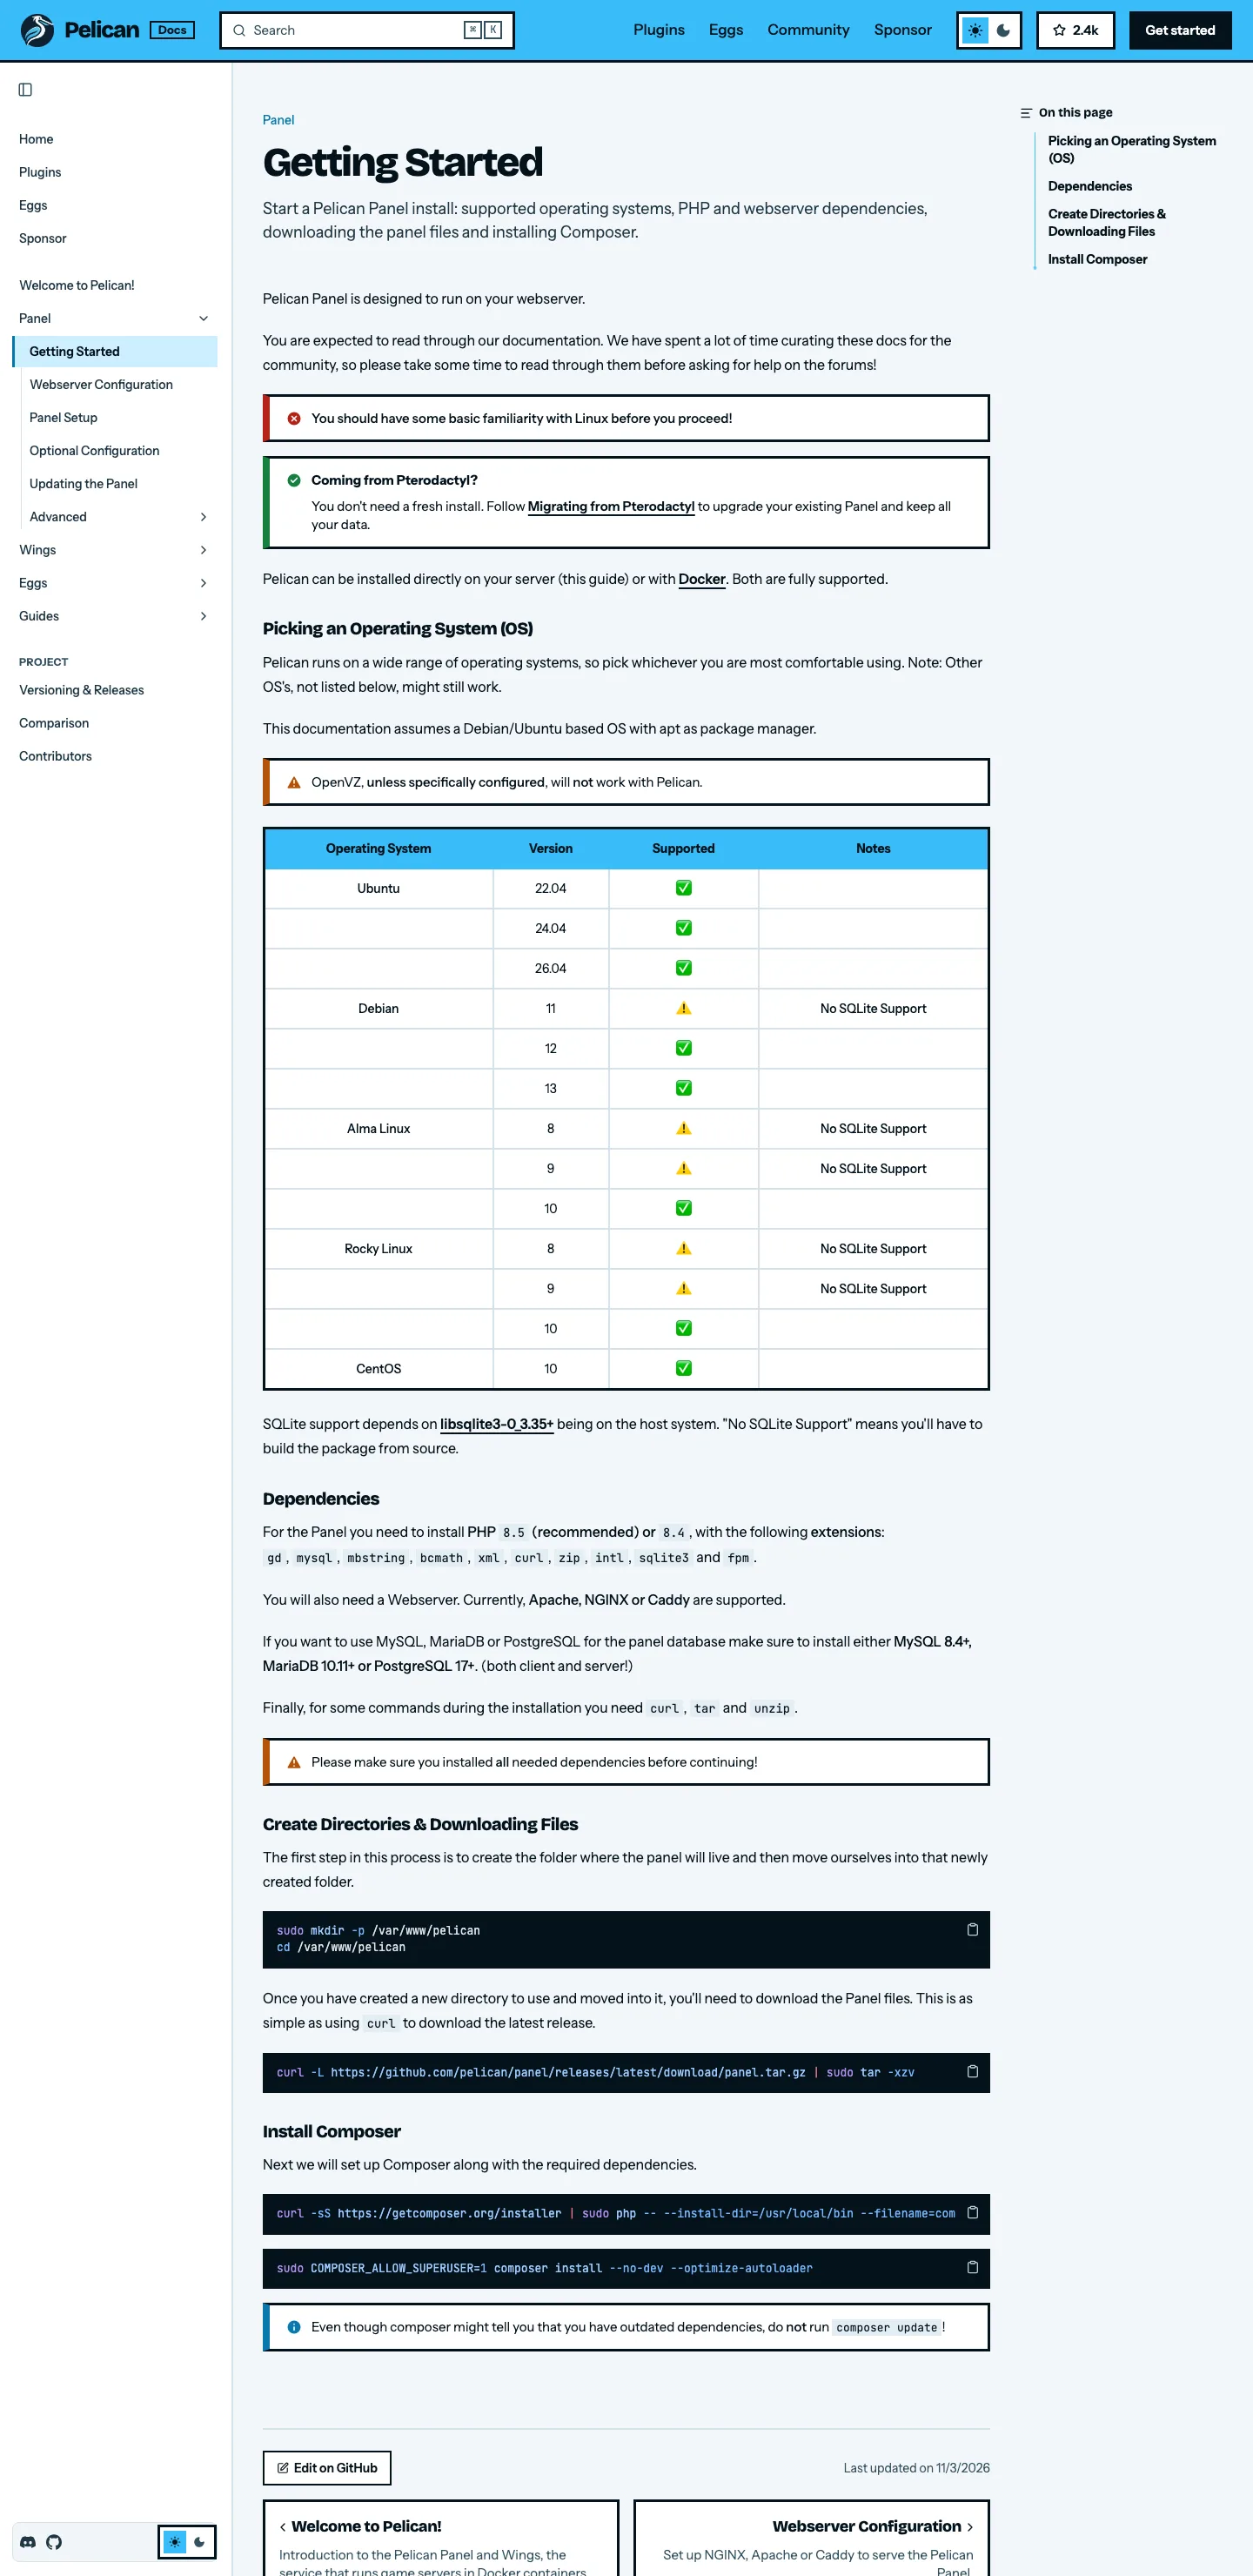 Pelican Docs
Search ⌘ K
Plugins Eggs Community Sponsor 2.4k Get started
Home
Plugins
Eggs
Sponsor
Welcome to Pelican!
Panel
Getting Started
Webserver Configuration
Panel Setup
Optional Configuration
Updating the Panel
Advanced
Wings
Eggs
Guides
PROJECT
Versioning & Releases
Comparison
Contributors
Panel
Getting Started
Start a Pelican Panel install: supported operating systems, PHP and webserver dependencies,
downloading the panel files and installing Composer.
Pelican Panel is designed to run on your webserver.
You are expected to read through our documentation. We have spent a lot of time curating these docs for the
community, so please take some time to read through them before asking for help on the forums!
You should have some basic familiarity with Linux before you proceed!
Coming from Pterodactyl?
You don't need a fresh install. Follow Migrating from Pterodactyl to upgrade your existing Panel and keep all
your data.
Pelican can be installed directly on your server (this guide) or with Docker. Both are fully supported.
Picking an Operating System (OS)
Pelican runs on a wide range of operating systems, so pick whichever you are most comfortable using. Note: Other
OS's, not listed below, might still work.
This documentation assumes a Debian/Ubuntu based OS with apt as package manager.
OpenVZ, unless specifically configured, will not work with Pelican.
Operating System Version Supported Notes
Ubuntu 22.04 ✅
24.04 ✅
26.04 ✅
Debian 11 ⚠️ No SQLite Support
12 ✅
13 ✅
Alma Linux 8 ⚠️ No SQLite Support
9 ⚠️ No SQLite Support
10 ✅
Rocky Linux 8 ⚠️ No SQLite Support
9 ⚠️ No SQLite Support
10 ✅
CentOS 10 ✅
SQLite support depends on libsqlite3-0_3.35+ being on the host system. "No SQLite Support" means you'll have to
build the package from source.
Dependencies
For the Panel you need to install PHP 8.5 (recommended) or 8.4, with the following extensions:
gd, mysql, mbstring, bcmath, xml, curl, zip, intl, sqlite3 and fpm.
You will also need a Webserver. Currently, Apache, NGINX or Caddy are supported.
If you want to use MySQL, MariaDB or PostgreSQL for the panel database make sure to install either MySQL 8.4+,
MariaDB 10.11+ or PostgreSQL 17+. (both client and server!)
Finally, for some commands during the installation you need curl, tar and unzip.
Please make sure you installed all needed dependencies before continuing!
Create Directories & Downloading Files
The first step in this process is to create the folder where the panel will live and then move ourselves into that newly
created folder.
sudo mkdir -p /var/www/pelican
cd /var/www/pelican
Once you have created a new directory to use and moved into it, you'll need to download the Panel files. This is as
simple as using curl to download the latest release.
curl -L https://github.com/pelican/panel/releases/latest/download/panel.tar.gz | sudo tar -xzv
Install Composer
Next we will set up Composer along with the required dependencies.
curl -sS https://getcomposer.org/installer | sudo php -- --install-dir=/usr/local/bin --filename=com
sudo COMPOSER_ALLOW_SUPERUSER=1 composer install --no-dev --optimize-autoloader
Even though composer might tell you that you have outdated dependencies, do not run composer update!
Edit on GitHub
Last updated on 11/3/2026
Welcome to Pelican!
Introduction to the Pelican Panel and Wings, the
service that runs game servers in Docker containers
Webserver Configuration
Set up NGINX, Apache or Caddy to serve the Pelican
Panel.
On this page
Picking an Operating System
(OS)
Dependencies
Create Directories &
Downloading Files
Install Composer